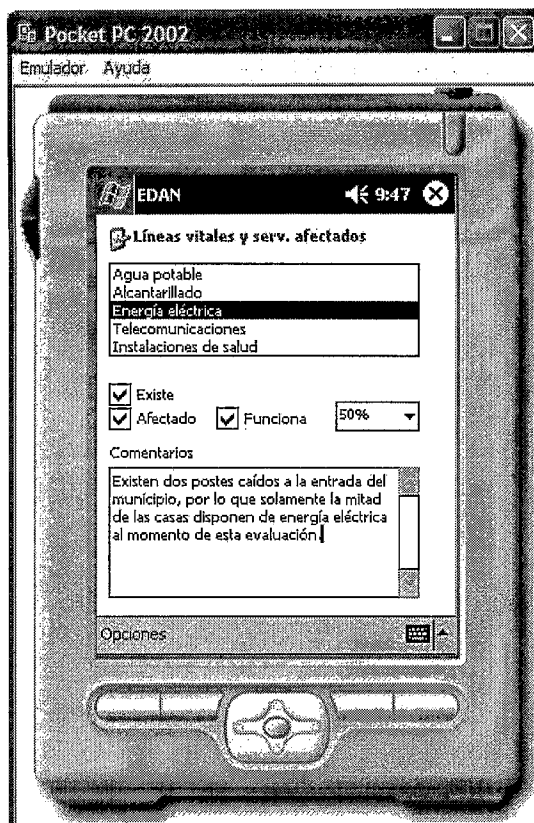 Pocket PC 2002
Emulador Ayuda
EDAN 9:47
Líneas vitales y serv. afectados
Agua potable
Alcantarillado
Energía eléctrica
Telecomunicaciones
Instalaciones de salud
Existe
Afectado Funciona 50%
Comentarios
Existen dos postes caídos a la entrada del
municipio, por lo que solamente la mitad
de las casas disponen de energía eléctrica
al momento de esta evaluación.
Opciones